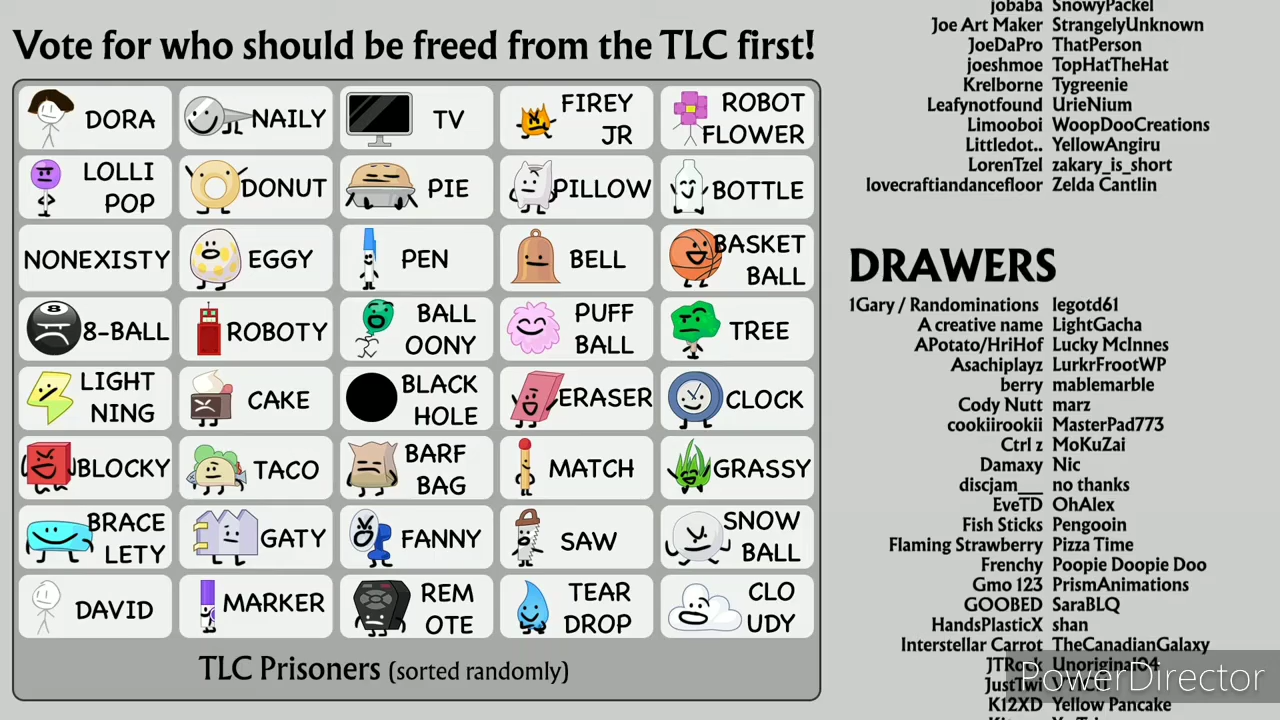 Vote for who should be freed from the TLC first!
DORA
NAILY
TV
FIREY
JR
ROBOT
FLOWER
LOLLI
POP
DONUT
PIE
PILLOW
BOTTLE
NONEXISTY
EGGY
PEN
BELL
BASKET
BALL
8
8-BALL
ROBOTY
BALL
OONY
PUFF
BALL
TREE
LIGHT
NING
CAKE
BLACK
HOLE
ERASER
CLOCK
BLOCKY
TACO
BARF
BAG
MATCH
GRASSY
BRACE
LETY
GATY
FANNY
SAW
SNOW
BALL
DAVID
MARKER
REM
OTE
TEAR
DROP
CLO
UDY
TLC Prisoners (sorted randomly)
jobaba SnowyPackel
Joe Art Maker StrangelyUnknown
JoeDaPro ThatPerson
joeshmoe TopHatTheHat
Krelborne Tygreenie
Leafynotfound UrieNium
Limooboi WoopDooCreations
Littledot.. YellowAngiru
LorenTzel zakary_is_short
lovecraftiandancefloor Zelda Cantlin
DRAWERS
1Gary / Randominations legotd61
A creative name LightGacha
APotato/HriHof Lucky McInnes
Asachiplayz LurkrFrootWP
berry mablemarble
Cody Nutt marz
cookiirookii MasterPad773
Ctrl z MoKuZai
Damaxy Nic
discjam___ no thanks
EveTD OhAlex
Fish Sticks Pengooin
Flaming Strawberry Pizza Time
Frenchy Poopie Doopie Doo
Gmo 123 PrismAnimations
GOOBED SaraBLQ
HandsPlasticX shan
Interstellar Carrot TheCanadianGalaxy
JTRock Unoriginal04
JustTwi
K12XD Yellow Pancake
PowerDirector